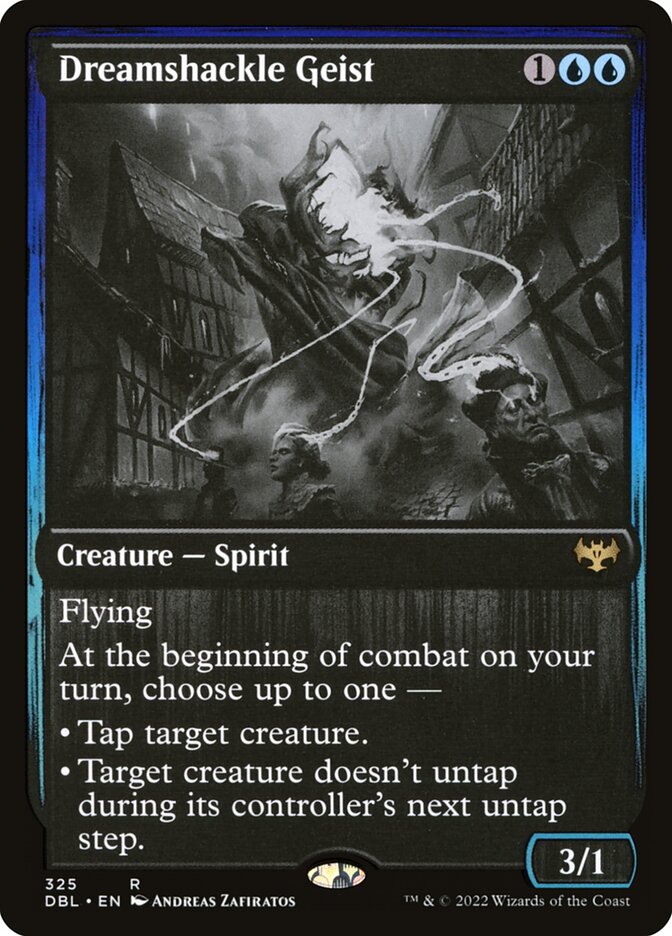 Dreamshackle Geist 1
Creature — Spirit
Flying
At the beginning of combat on your
turn, choose up to one —
• Tap target creature.
• Target creature doesn't untap
during its controller's next untap
step.
3/1
325 R
DBL • EN Andreas Zafiratos ™ & © 2022 Wizards of the Coast